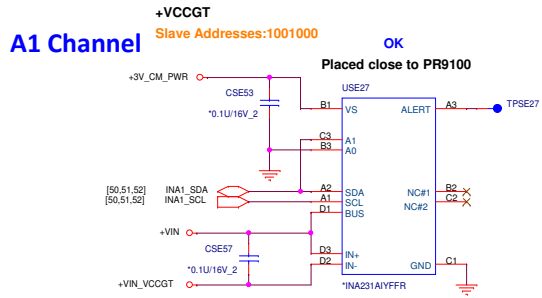 +VCCGT
Slave Addresses:1001000
A1 Channel
OK
Placed close to PR9100
+3V_CM_PWR
CSE53
*0.1U/16V_2
USE27
B1 VS ALERT A3 TPSE27
C3 A1
B3 A0
[50,51,52] INA1_SDA A2 SDA NC#1 B2
[50,51,52] INA1_SCL A1 SCL NC#2 C2
D1 BUS
+VIN
CSE57
*0.1U/16V_2
D3 IN+
D2 IN- GND C1
+VIN_VCCGT
*INA231AIYFFR